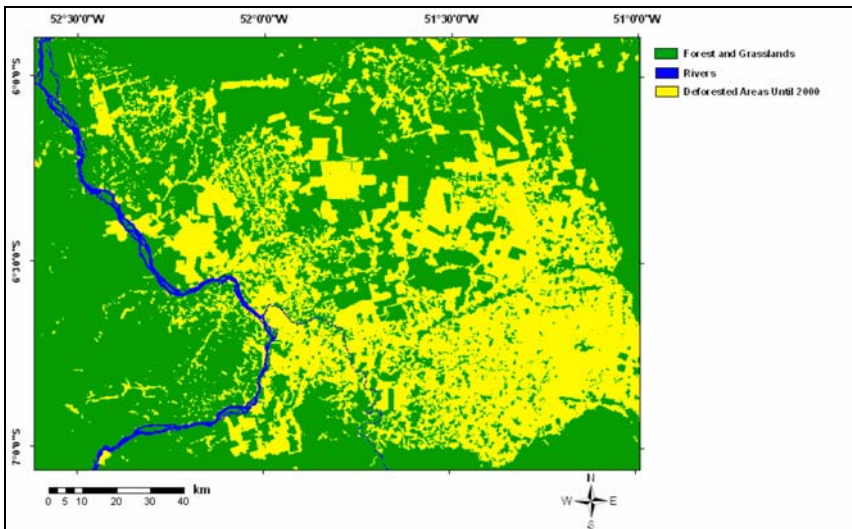 52°30'0"W 52°0'0"W 51°30'0"W 51°0'0"W
6°0'0"S
6°30'0"S
7°0'0"S
Forest and Grasslands
Rivers
Deforested Areas Until 2000
km
0 5 10 20 30 40
N
W E
S